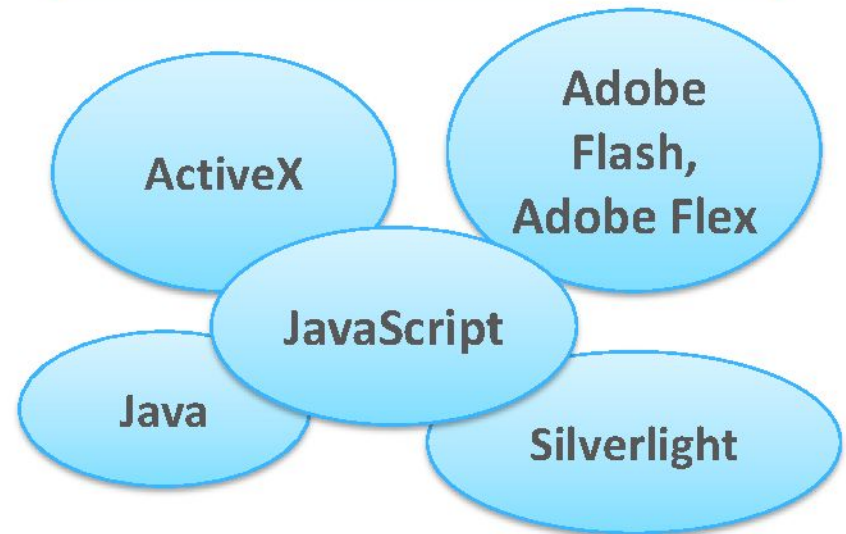 Adobe
Flash,
Adobe Flex
ActiveX
JavaScript
Java
Silverlight